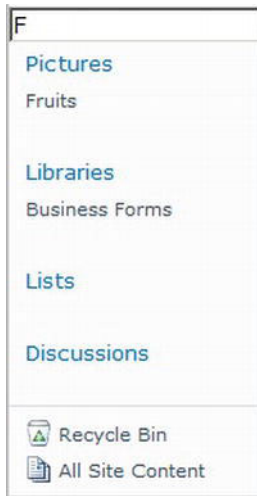 F
Pictures
Fruits
Libraries
Business Forms
Lists
Discussions
Recycle Bin
All Site Content